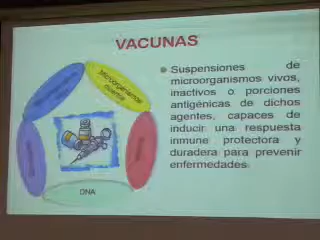 VACUNAS
Microorganismos
DNA
Suspensiones de
microorganismos vivos,
inactivos o porciones
antigénicas de dichos
agentes, capaces de
inducir una respuesta
inmune protectora y
duradera para prevenir
enfermedades.